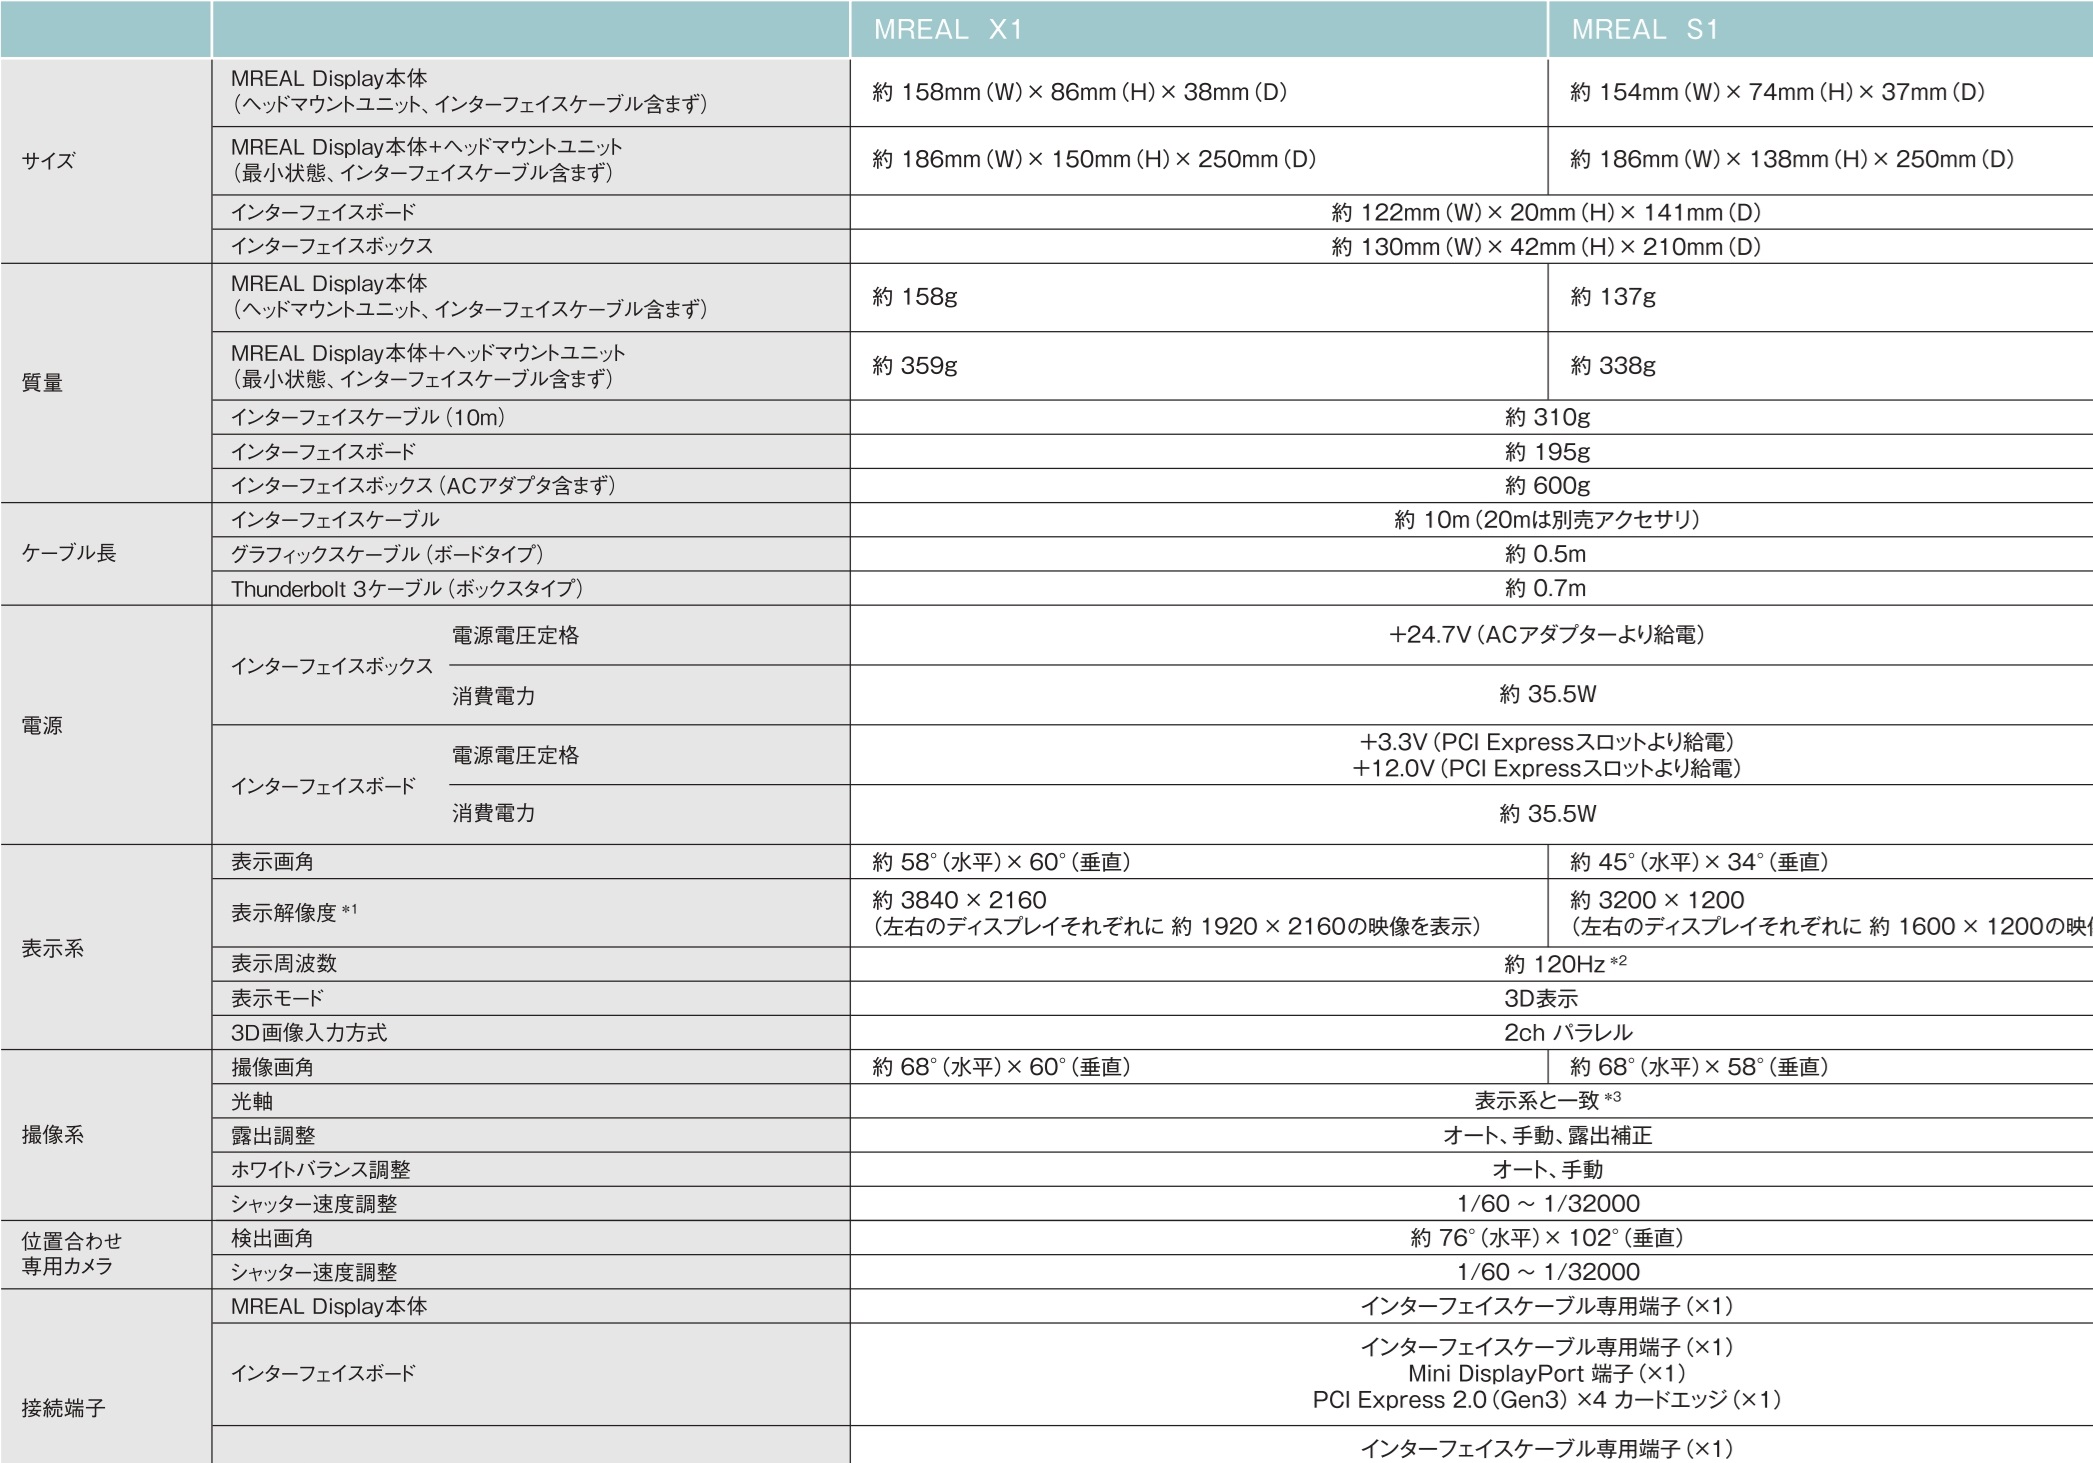 MREAL X1 MREAL S1
サイズ
MREAL Display本体
（ヘッドマウントユニット、インターフェイスケーブル含まず）
約 158mm（W）× 86mm（H）× 38mm（D）
約 154mm（W）× 74mm（H）× 37mm（D）
MREAL Display本体＋ヘッドマウントユニット
（最小状態、インターフェイスケーブル含まず）
約 186mm（W）× 150mm（H）× 250mm（D）
約 186mm（W）× 138mm（H）× 250mm（D）
インターフェイスボード
約 122mm（W）× 20mm（H）× 141mm（D）
インターフェイスボックス
約 130mm（W）× 42mm（H）× 210mm（D）
質量
MREAL Display本体
（ヘッドマウントユニット、インターフェイスケーブル含まず）
約 158g
約 137g
MREAL Display本体＋ヘッドマウントユニット
（最小状態、インターフェイスケーブル含まず）
約 359g
約 338g
インターフェイスケーブル（10m）
約 310g
インターフェイスボード
約 195g
インターフェイスボックス（ACアダプタ含まず）
約 600g
ケーブル長
インターフェイスケーブル
約 10m（20mは別売アクセサリ）
グラフィックスケーブル（ボードタイプ）
約 0.5m
Thunderbolt 3ケーブル（ボックスタイプ）
約 0.7m
電源
インターフェイスボックス
電源電圧定格
＋24.7V（ACアダプターより給電）
消費電力
約 35.5W
インターフェイスボード
電源電圧定格
＋3.3V（PCI Expressスロットより給電）
＋12.0V（PCI Expressスロットより給電）
消費電力
約 35.5W
表示系
表示画角
約 58°（水平）× 60°（垂直）
約 45°（水平）× 34°（垂直）
表示解像度 *1
約 3840 × 2160
（左右のディスプレイそれぞれに 約 1920 × 2160の映像を表示）
約 3200 × 1200
（左右のディスプレイそれぞれに 約 1600 × 1200の映
表示周波数
約 120Hz *2
表示モード
3D表示
3D画像入力方式
2ch パラレル
撮像系
撮像画角
約 68°（水平）× 60°（垂直）
約 68°（水平）× 58°（垂直）
光軸
表示系と一致 *3
露出調整
オート、手動、露出補正
ホワイトバランス調整
オート、手動
シャッター速度調整
1/60 ～ 1/32000
位置合わせ
専用カメラ
検出画角
約 76°（水平）× 102°（垂直）
シャッター速度調整
1/60 ～ 1/32000
接続端子
MREAL Display本体
インターフェイスケーブル専用端子（×1）
インターフェイスボード
インターフェイスケーブル専用端子（×1）
Mini DisplayPort 端子（×1）
PCI Express 2.0（Gen3）×4 カードエッジ（×1）
インターフェイスケーブル専用端子（×1）